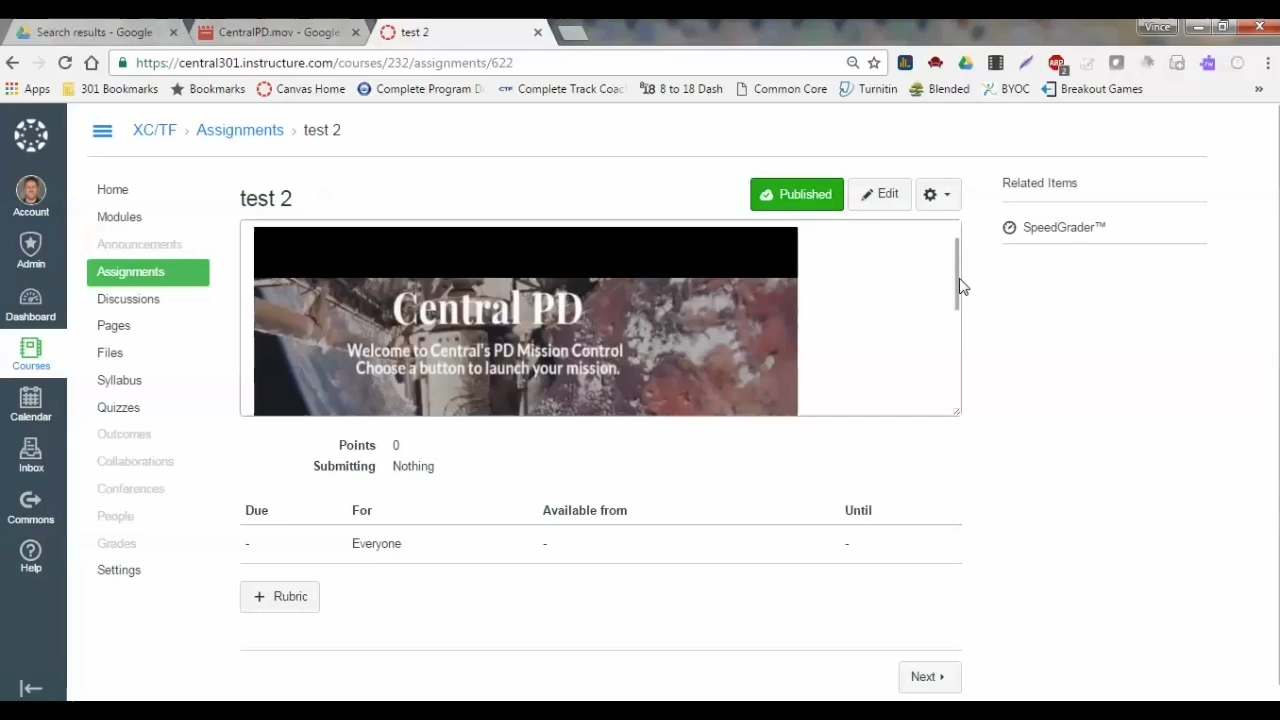 Search results - Google
CentralPD.mov - Google
test 2
Vince
https://central301.instructure.com/courses/232/assignments/622
Apps
301 Bookmarks
Bookmarks
Canvas Home
Complete Program D
CTF Complete Track Coac
8 to 18 Dash
Common Core
Turnitin
Blended
BYOC
Breakout Games
»
XC/TF › Assignments › test 2
Account
Admin
Dashboard
Courses
Calendar
Inbox
Commons
Help
Home
Modules
Announcements
Assignments
Discussions
Pages
Files
Syllabus
Quizzes
Outcomes
Collaborations
Conferences
People
Grades
Settings
test 2
Published
Edit
Central PD
Welcome to Central's PD Mission Control
Choose a button to launch your mission.
Points 0
Submitting Nothing
Due For Available from Until
- Everyone - -
+ Rubric
Next
Related Items
SpeedGrader™